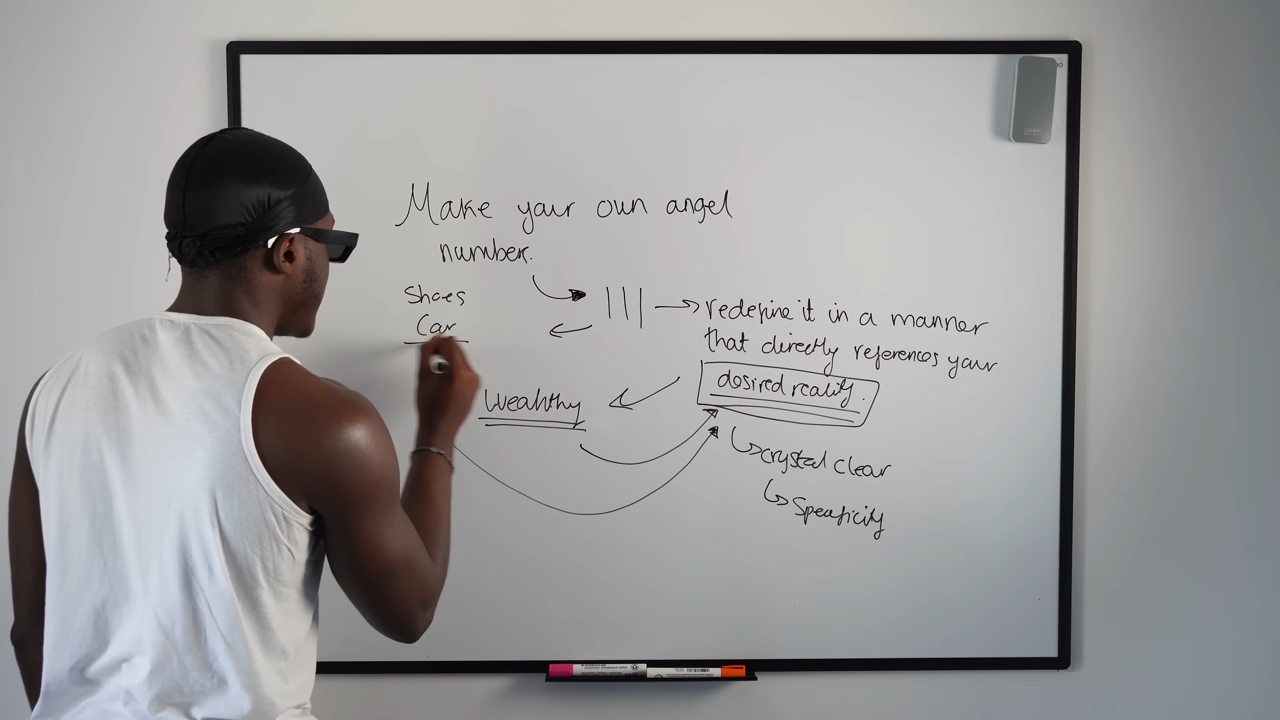 Make your own angel
number.
Shoes
Car
111
redefine it in a manner
that directly references your
desired reality.
Wealthy
crystal clear
Specificity